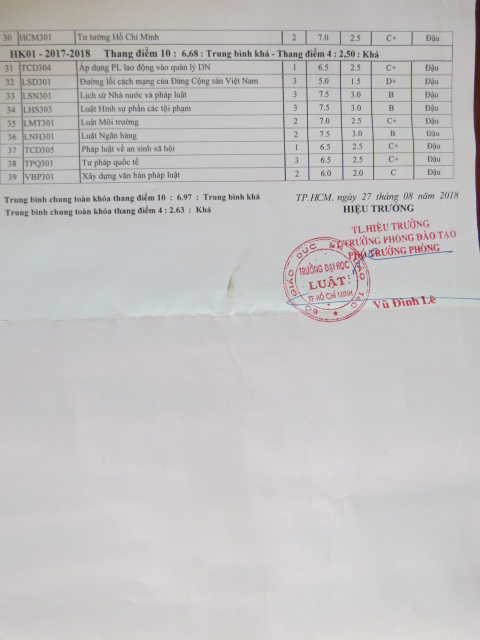 30 HCM301 Tư tưởng Hồ Chí Minh 2 7.0 2.5 C+ Đậu
HK01 - 2017-2018 Thang điểm 10 : 6,68 : Trung bình khá - Thang điểm 4 : 2,50 : Khá
31 TCD304 Áp dụng PL lao động vào quản lý DN 1 6.5 2.5 C+ Đậu
32 LSD301 Đường lối cách mạng của Đảng Cộng sản Việt Nam 3 5.0 1.5 D+ Đậu
33 LSN301 Lịch sử Nhà nước và pháp luật 3 7.5 3.0 B Đậu
34 LHS303 Luật Hình sự phần các tội phạm 3 7.5 3.0 B Đậu
35 LMT301 Luật Môi trường 2 7.0 2.5 C+ Đậu
36 LNH301 Luật Ngân hàng 2 7.5 3.0 B Đậu
37 TCD305 Pháp luật về an sinh xã hội 1 6.5 2.5 C+ Đậu
38 TPQ301 Tư pháp quốc tế 3 6.5 2.5 C+ Đậu
39 VBP301 Xây dựng văn bản pháp luật 2 6.0 2.0 C Đậu
Trung bình chung toàn khóa thang điểm 10 : 6.97 : Trung bình khá
Trung bình chung toàn khóa thang điểm 4 : 2.63 : Khá
TP.HCM, ngày 27 tháng 08 năm 2018
HIỆU TRƯỞNG
TL.HIỆU TRƯỞNG
TRƯỞNG PHÒNG ĐÀO TẠO
PHÓ TRƯỞNG PHÒNG
BỘ GIÁO DỤC VÀ ĐÀO TẠO
TRƯỜNG ĐẠI HỌC
LUẬT
TP. HỒ CHÍ MINH
Vũ Đình Lê